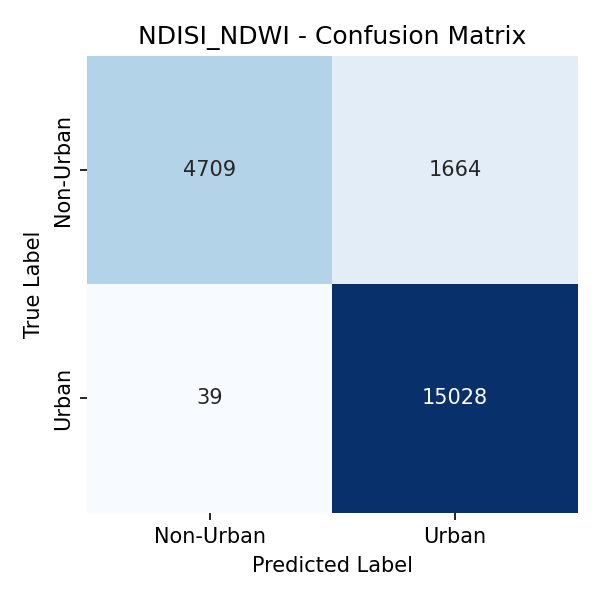 NDISI_NDWI - Confusion Matrix
True Label
Non-Urban
4709
1664
Urban
39
15028
Non-Urban
Urban
Predicted Label